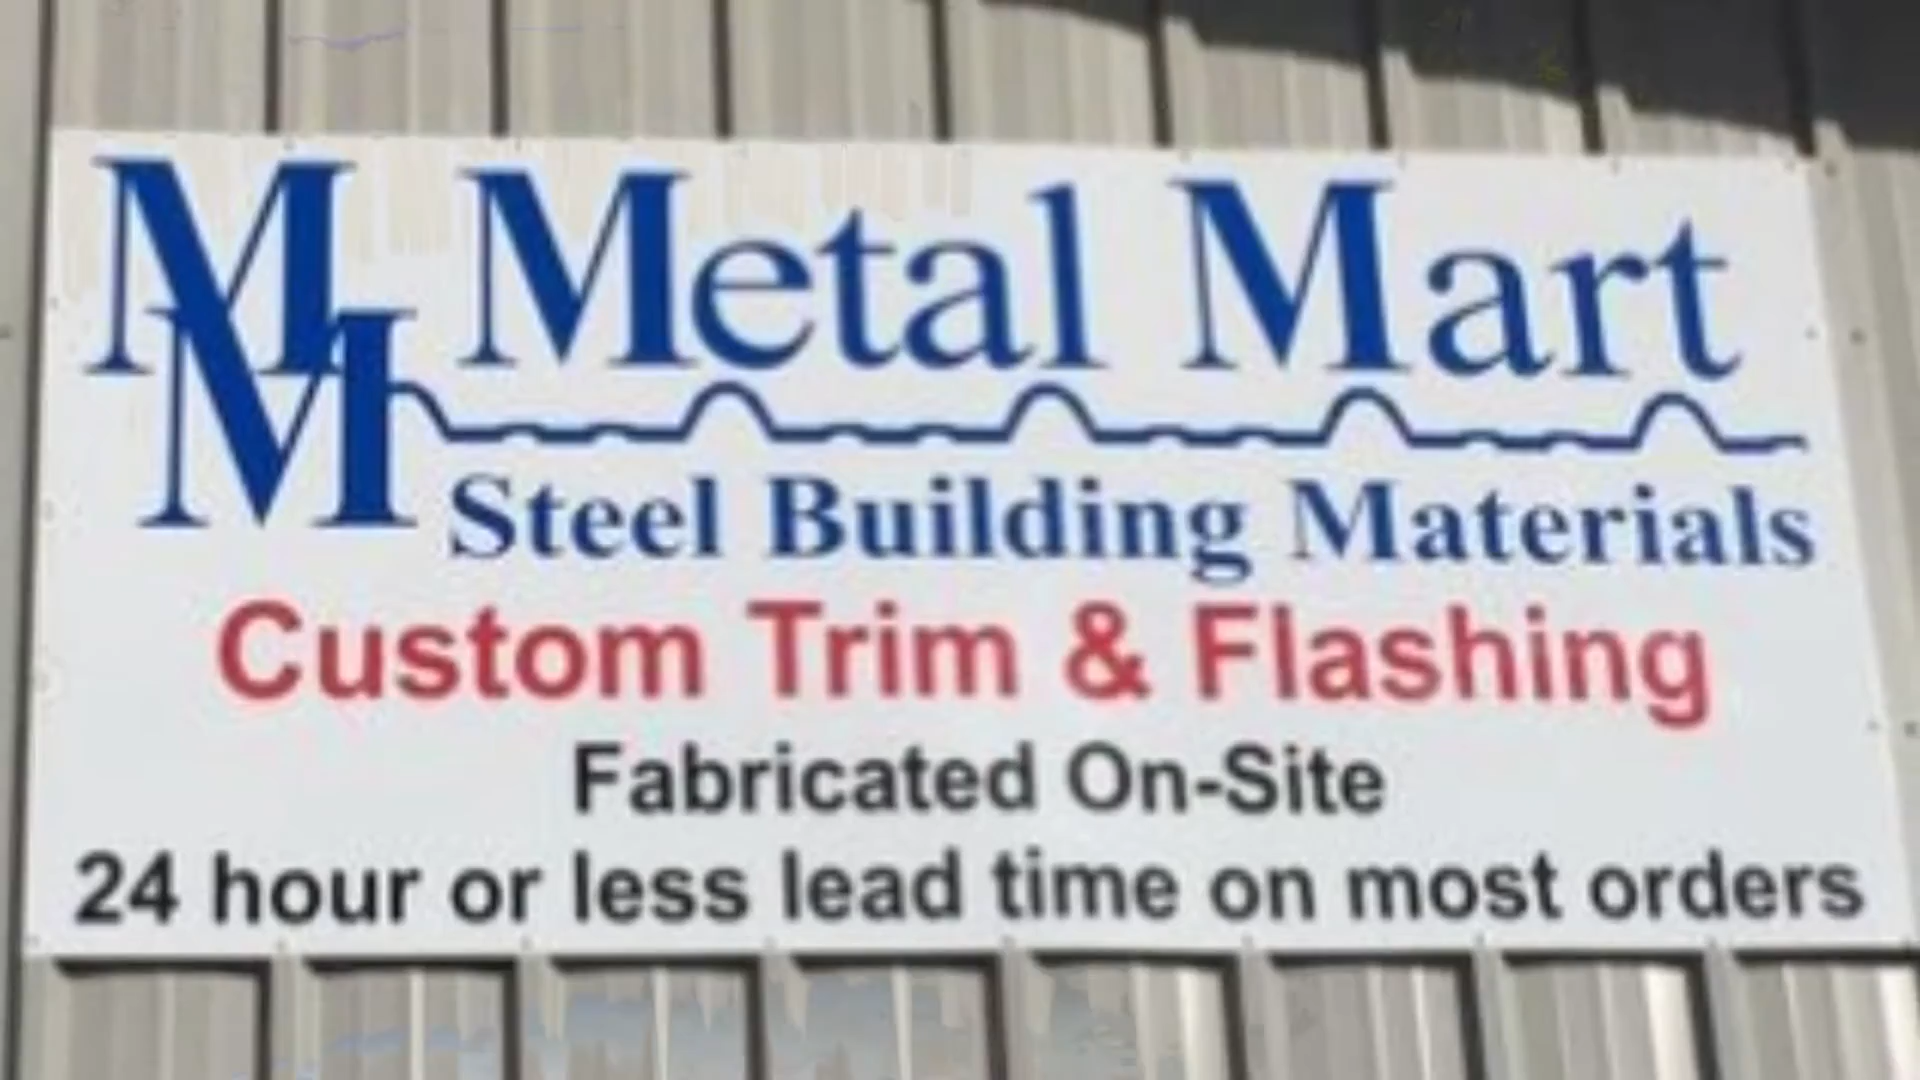 MM Metal Mart
Steel Building Materials
Custom Trim & Flashing
Fabricated On-Site
24 hour or less lead time on most orders